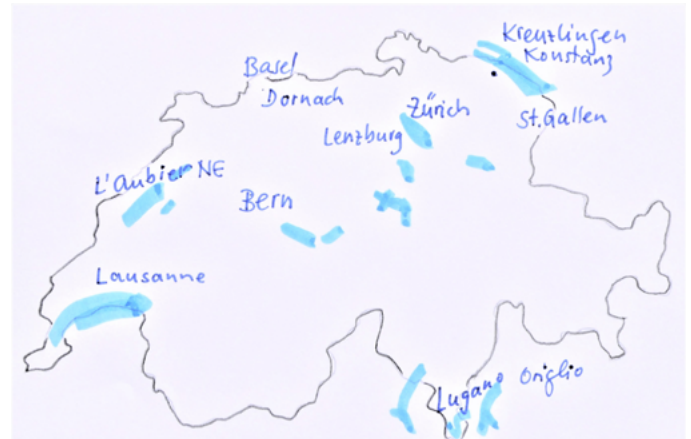 Kreuzlingen
Konstanz
Basel
Dornach
Zürich
St. Gallen
Lenzburg
L'Aubier NE
Bern
Lausanne
Lugano Origlio